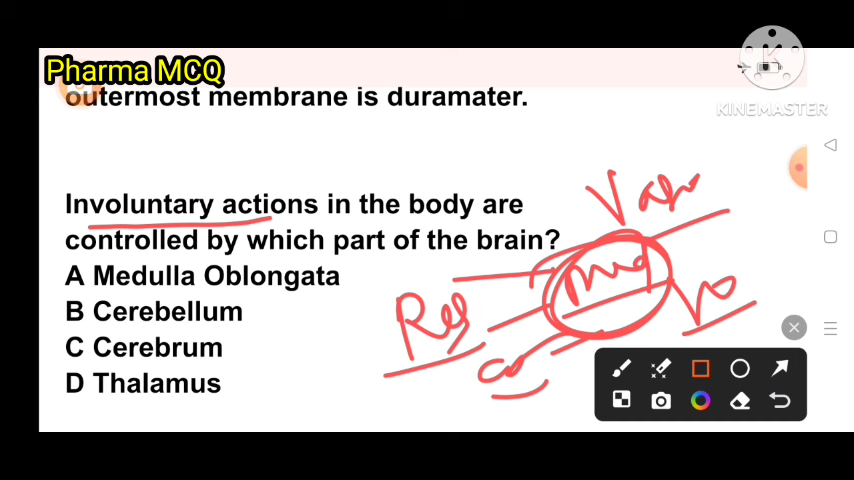 Pharma MCQ
KINEMASTER
outermost membrane is duramater.
Involuntary actions in the body are
controlled by which part of the brain?
A Medulla Oblongata
B Cerebellum
C Cerebrum
D Thalamus
Res